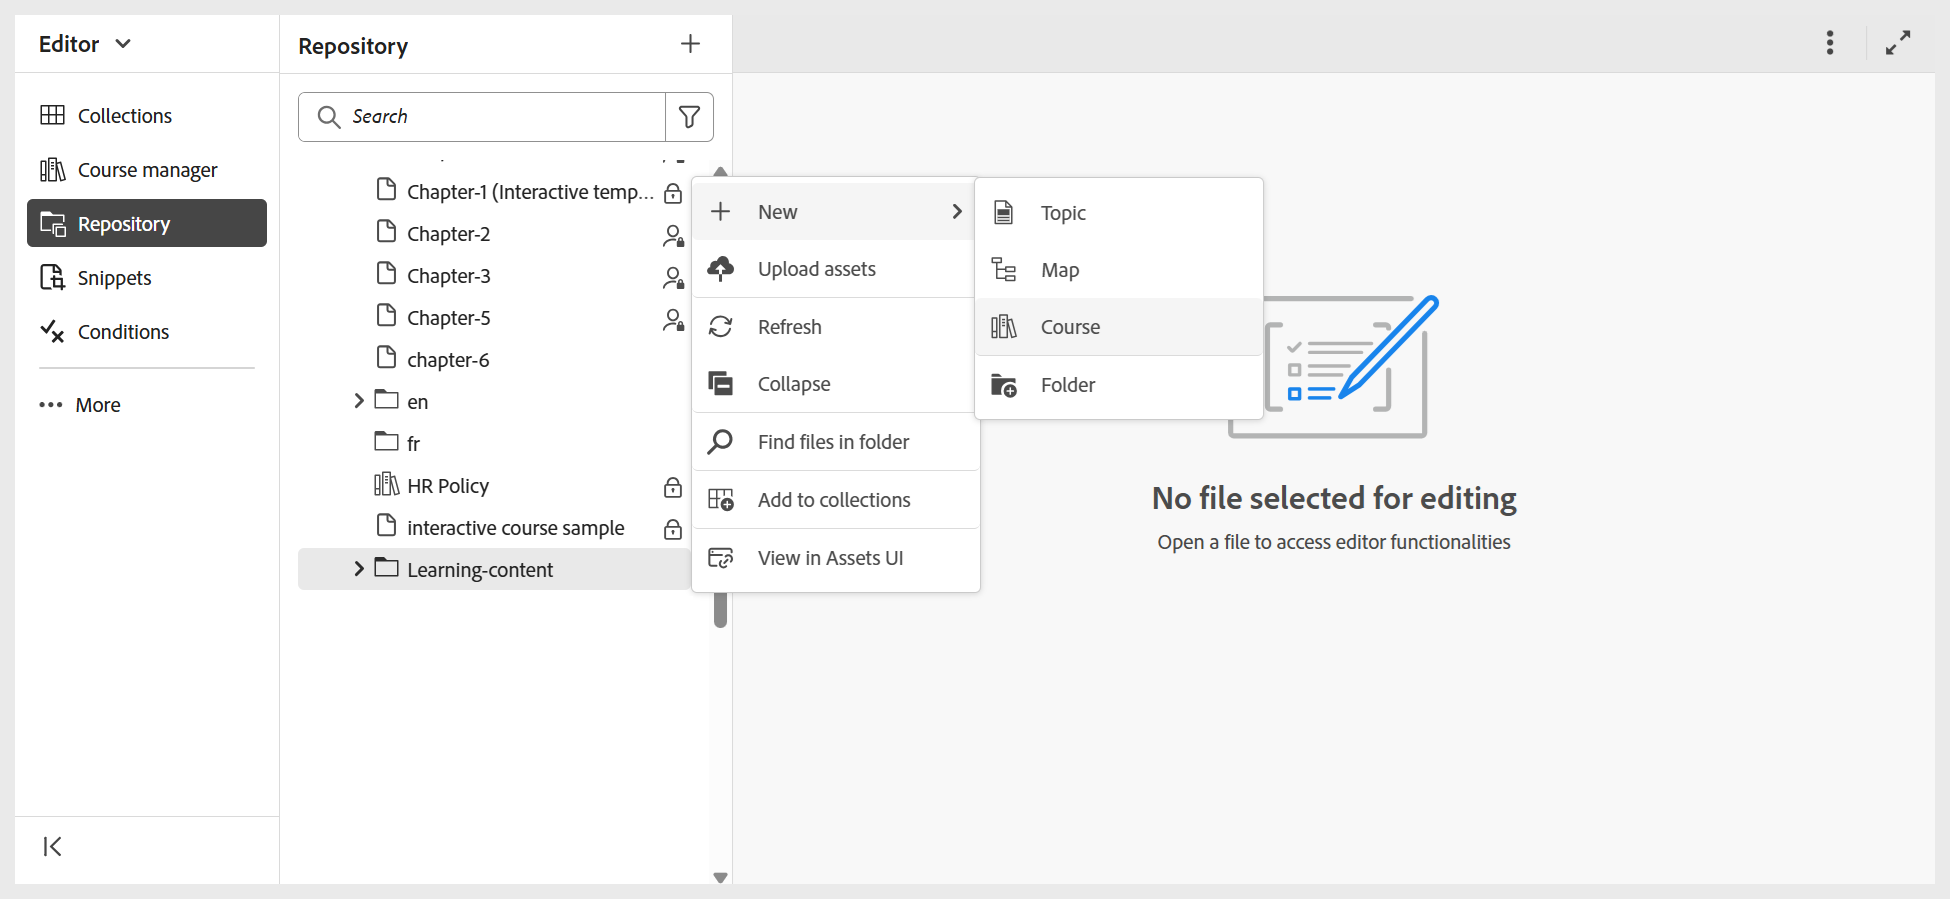 Editor
Collections
Course manager
Repository
Snippets
Conditions
More
Repository
Search
Chapter-1 (Interactive temp...
Chapter-2
Chapter-3
Chapter-5
chapter-6
en
fr
HR Policy
interactive course sample
Learning-content
New
Upload assets
Refresh
Collapse
Find files in folder
Add to collections
View in Assets UI
Topic
Map
Course
Folder
No file selected for editing
Open a file to access editor functionalities